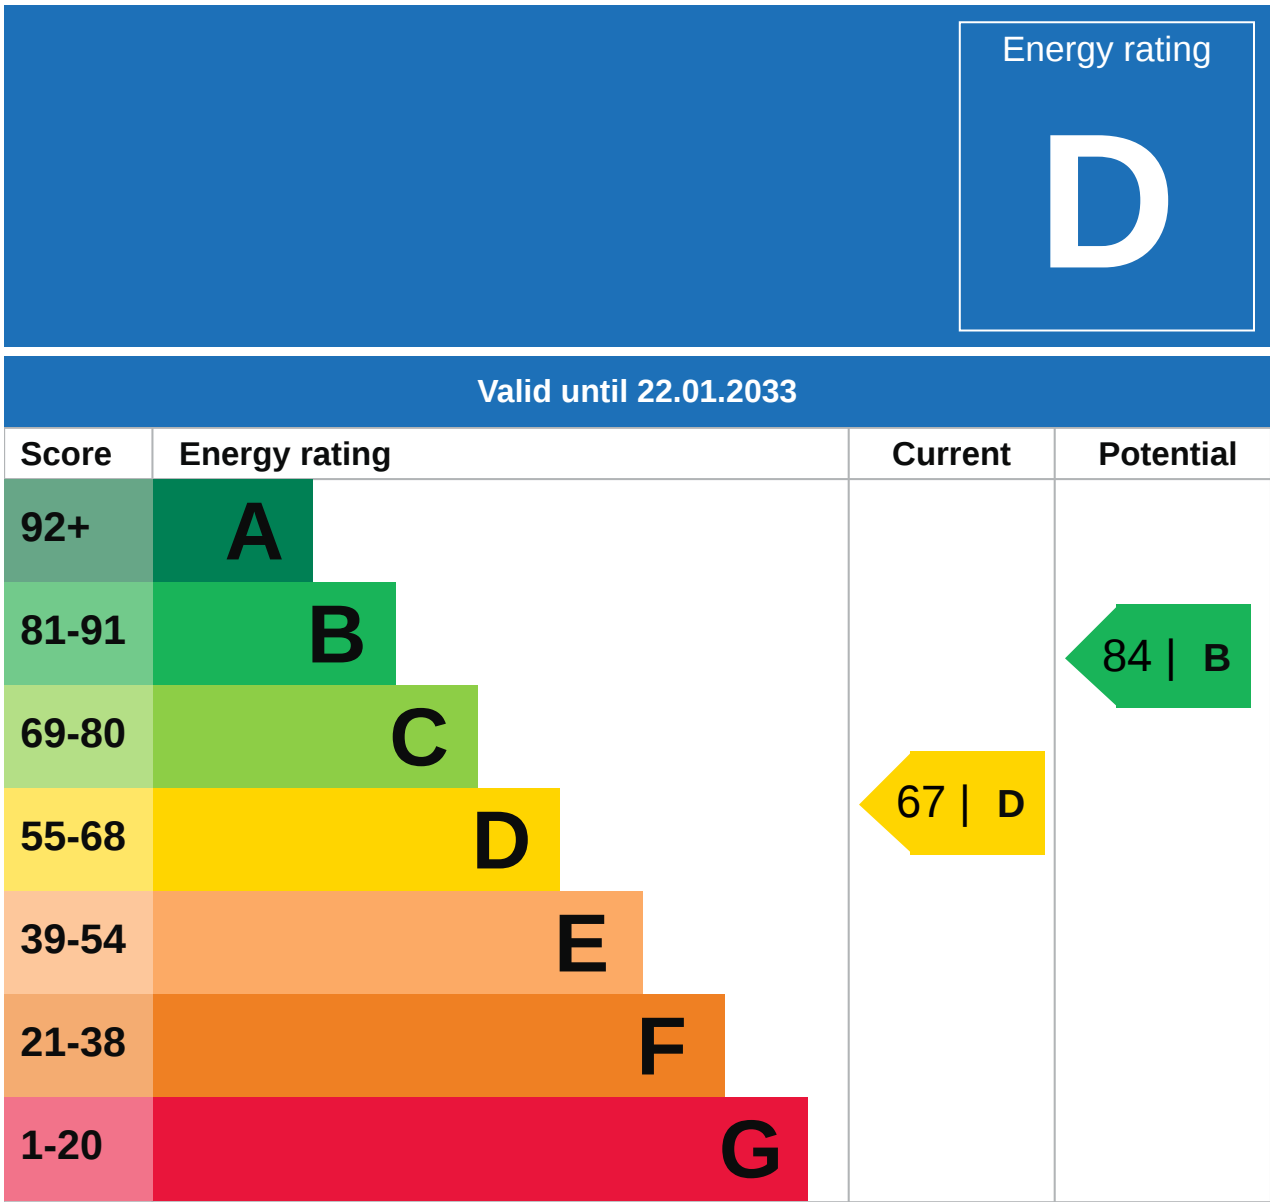 Energy rating
D
Valid until 22.01.2033
Score Energy rating Current Potential
92+ A
81-91 B
84 | B
69-80 C
67 | D
55-68 D
39-54 E
21-38 F
1-20 G